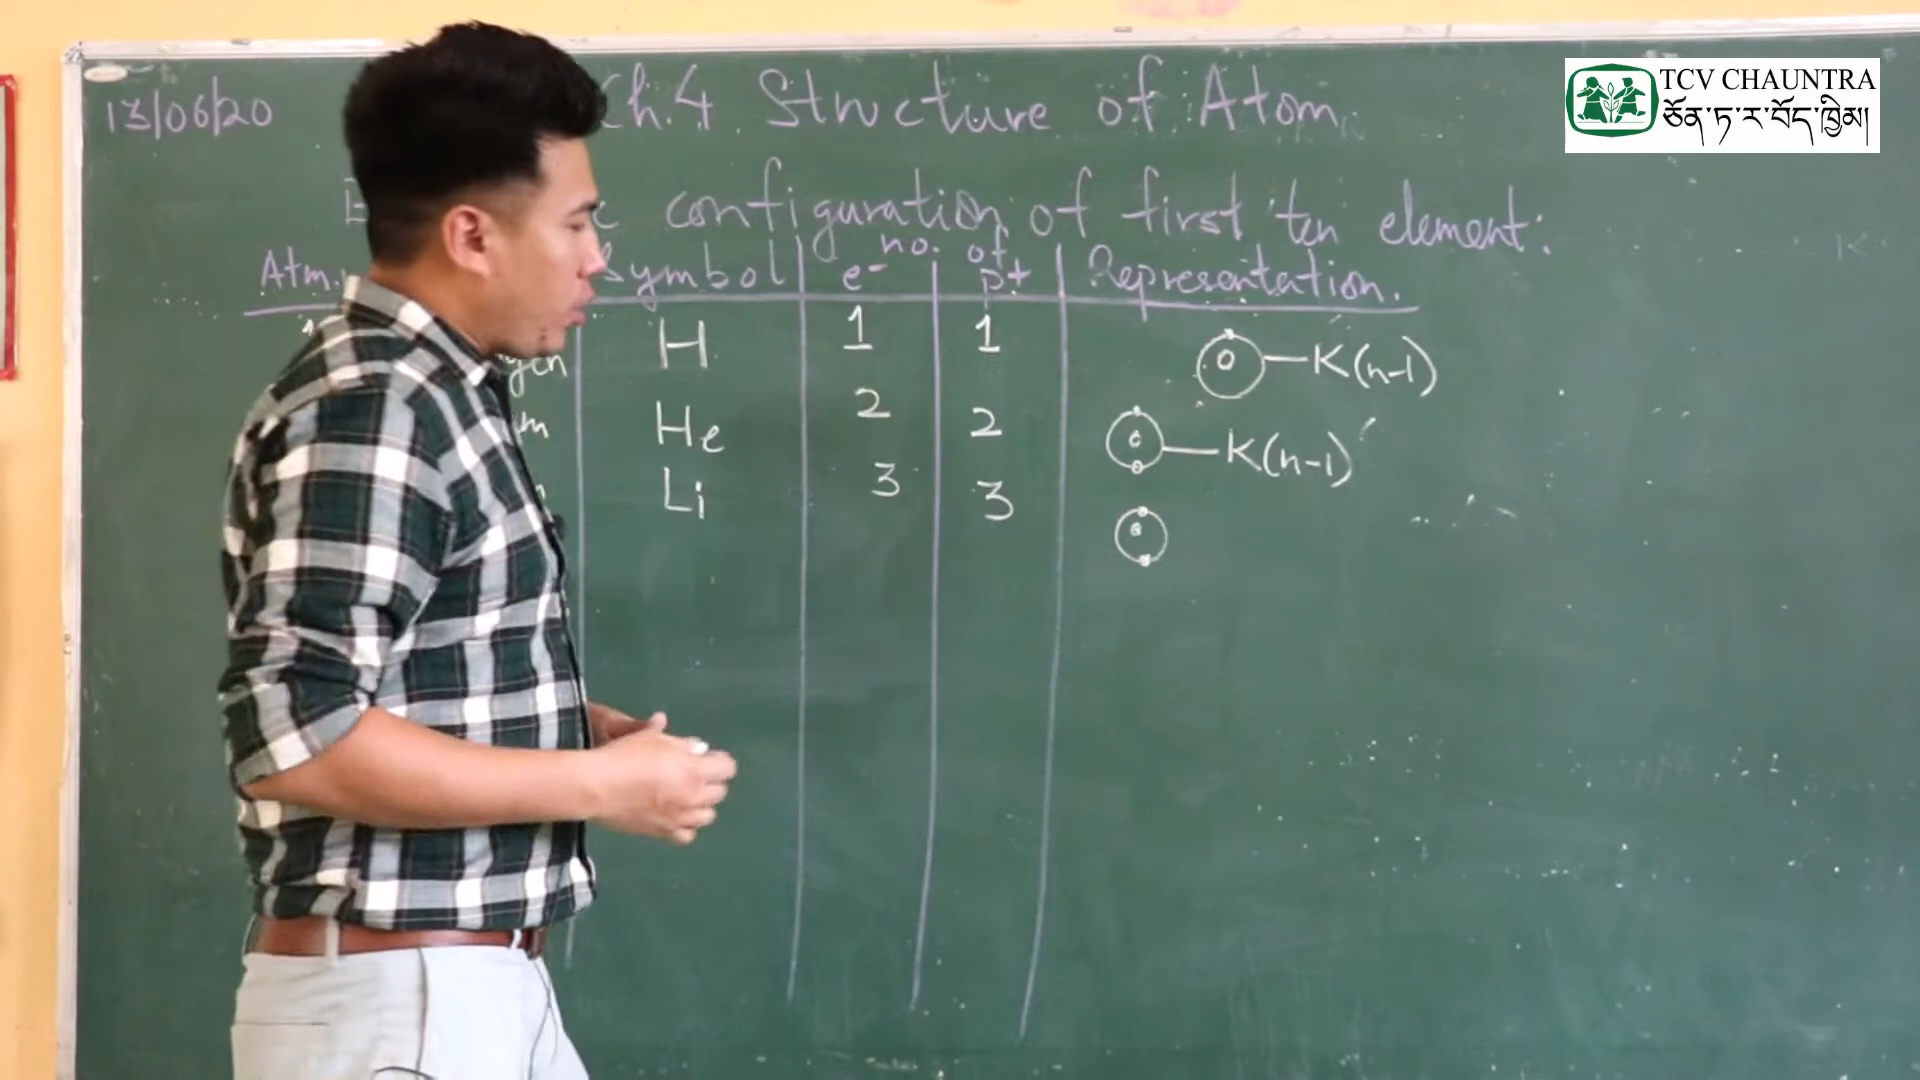 TCV CHAUNTRA
ཙོན་ཏ་ར་བོད་ཁྱིམ།
13/06/20 Ch.4 Structure of Atom
configuration of first ten element.
no. of
Atm. Symbol e- p+ Representation.
H 1 1 K(n-1)
He 2 2 K(n-1)
Li 3 3